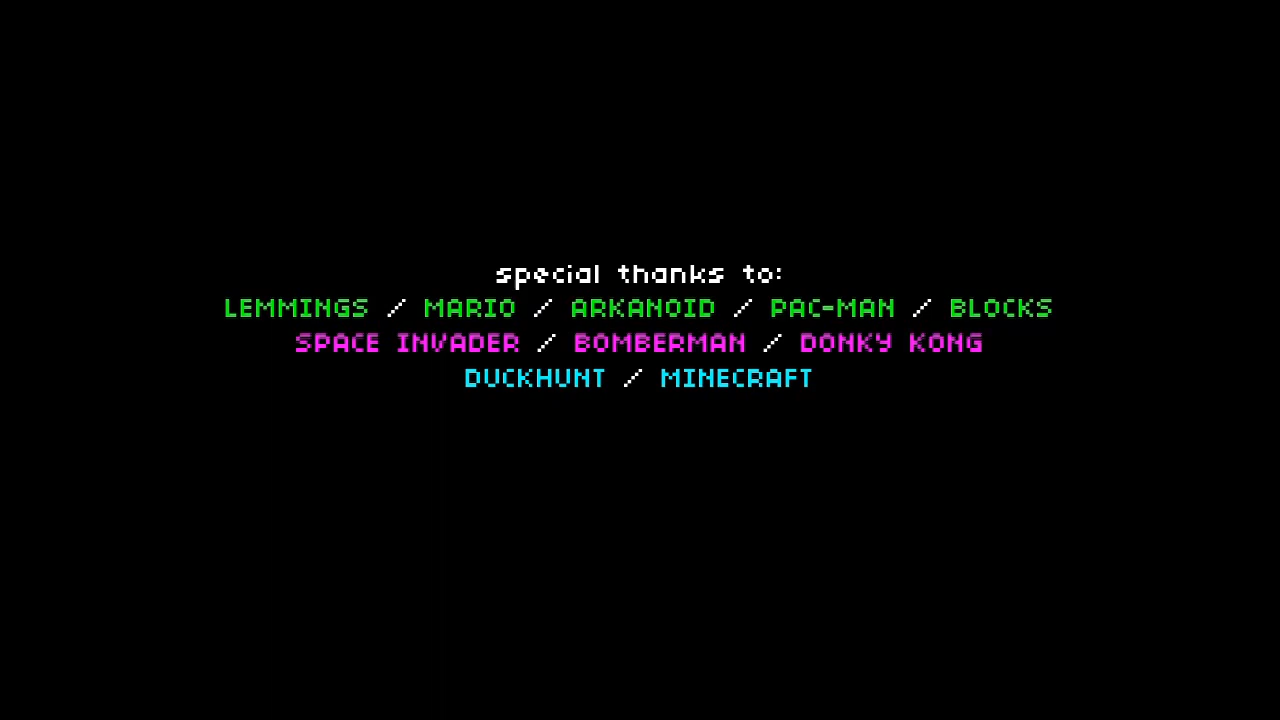 special thanks to:
LEMMINGS / MARIO / ARKANOID / PAC-MAN / BLOCKS
SPACE INVADER / BOMBERMAN / DONKY KONG
DUCKHUNT / MINECRAFT